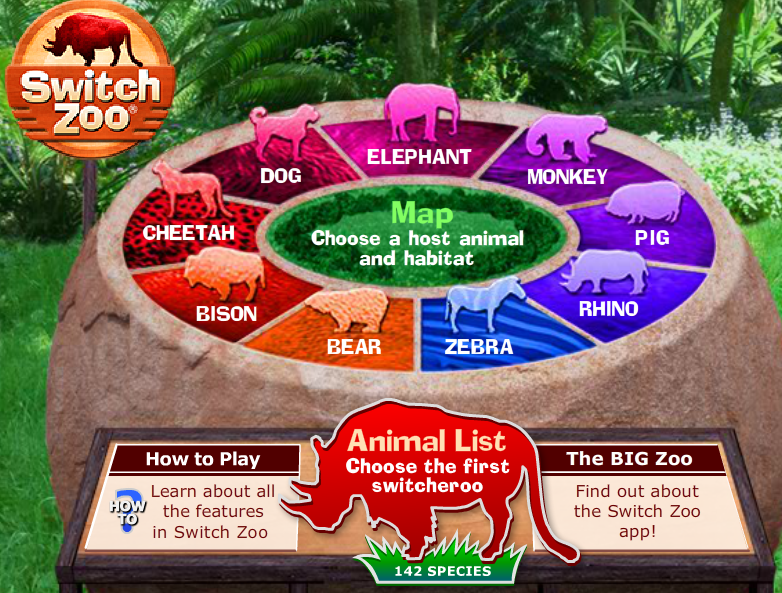 Switch
Zoo®
ELEPHANT
DOG
MONKEY
CHEETAH
Map
Choose a host animal
and habitat
PIG
BISON
RHINO
BEAR
ZEBRA
Animal List
Choose the first
switcheroo
142 SPECIES
How to Play
HOW
TO
Learn about all
the features
in Switch Zoo
The BIG Zoo
Find out about
the Switch Zoo
app!